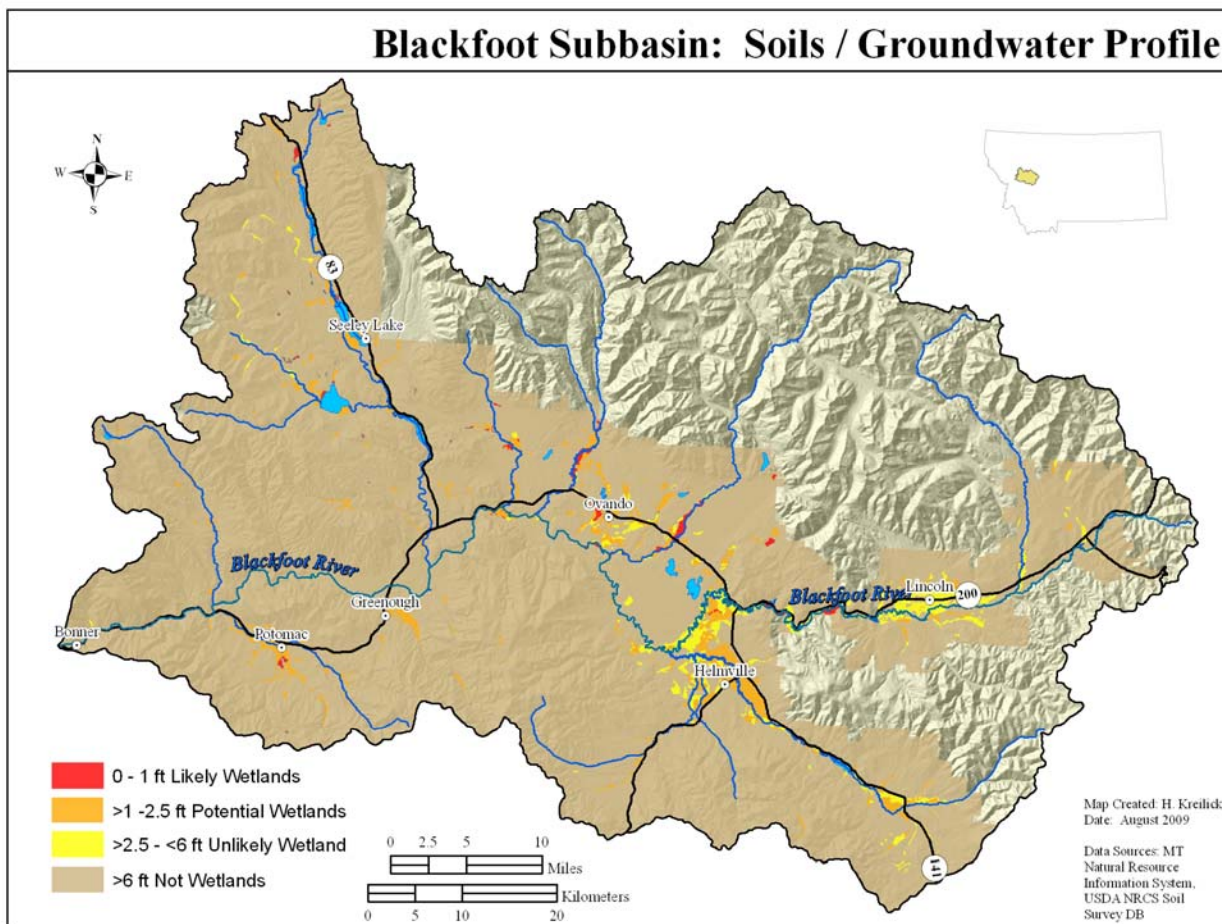 Blackfoot Subbasin: Soils / Groundwater Profile
N
W E
S
83
Seeley Lake
Ovando
Blackfoot River
Blackfoot River
Lincoln
200
Greenough
Bonner
Potomac
Helmville
141
0 - 1 ft Likely Wetlands
>1 -2.5 ft Potential Wetlands
>2.5 - <6 ft Unlikely Wetland
>6 ft Not Wetlands
0 2.5 5 10
Miles
Kilometers
0 5 10 20
Map Created: H. Kreilick
Date: August 2009
Data Sources: MT
Natural Resource
Information System,
USDA NRCS Soil
Survey DB